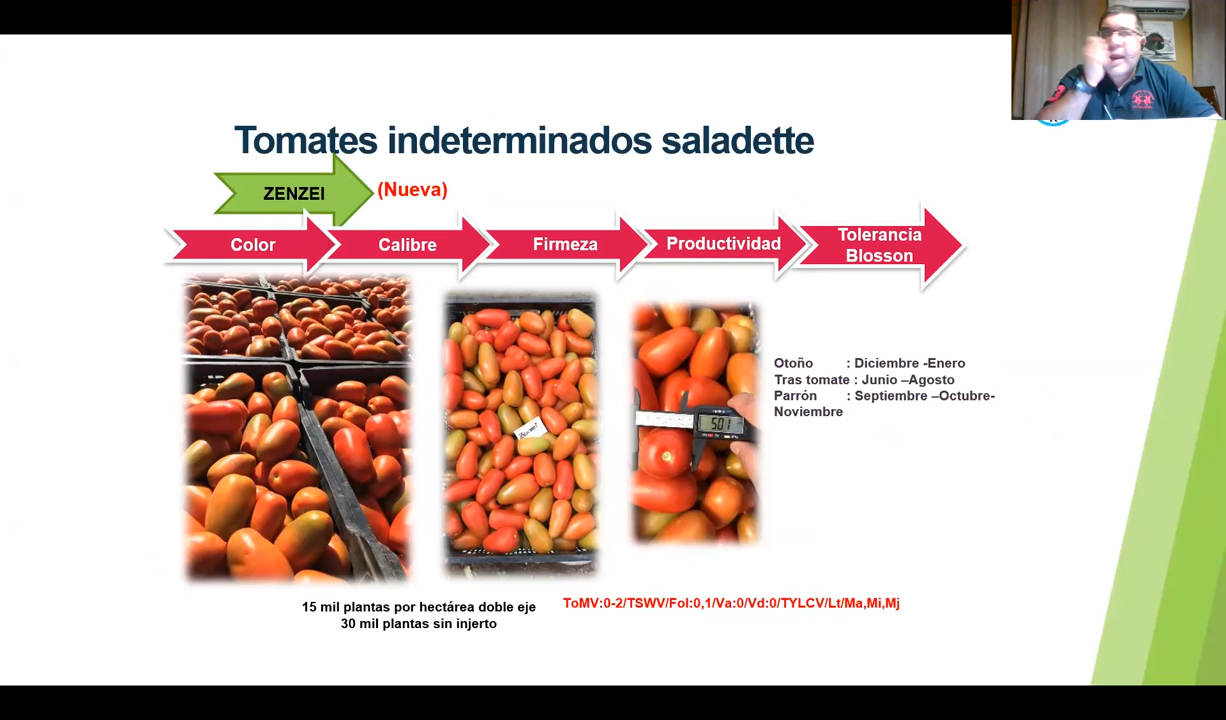 Tomates indeterminados saladette
ZENZEI
(Nueva)
Color
Calibre
Firmeza
Productividad
Tolerancia
Blosson
501
Otoño : Diciembre -Enero
Tras tomate : Junio –Agosto
Parrón : Septiembre –Octubre-
Noviembre
15 mil plantas por hectárea doble eje
30 mil plantas sin injerto
ToMV:0-2/TSWV/Fol:0,1/Va:0/Vd:0/TYLCV/Lt/Ma,Mi,Mj